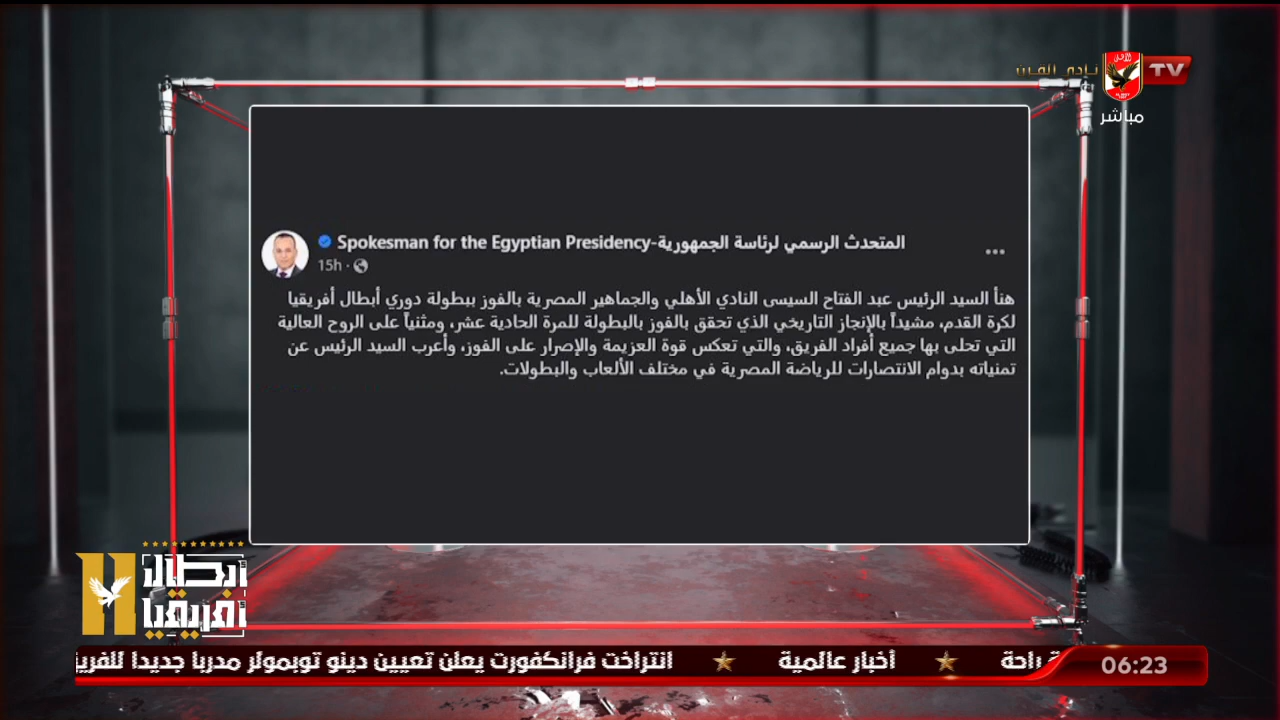 نادي القرن
TV
مباشر
Spokesman for the Egyptian Presidency-المتحدث الرسمي لرئاسة الجمهورية
15h ·
هنأ السيد الرئيس عبد الفتاح السيسى النادي الأهلي والجماهير المصرية بالفوز ببطولة دوري أبطال أفريقيا
لكرة القدم، مشيداً بالإنجاز التاريخي الذي تحقق بالفوز بالبطولة للمرة الحادية عشر، ومثنياً على الروح العالية
التي تحلى بها جميع أفراد الفريق، والتي تعكس قوة العزيمة والإصرار على الفوز، وأعرب السيد الرئيس عن
تمنياته بدوام الانتصارات للرياضة المصرية في مختلف الألعاب والبطولات.
11
أبطال
أفريقيا
راحة ★ أخبار عالمية ★ انتراخت فرانكفورت يعلن تعيين دينو توبمولر مدربا جديدا للفري
06:23